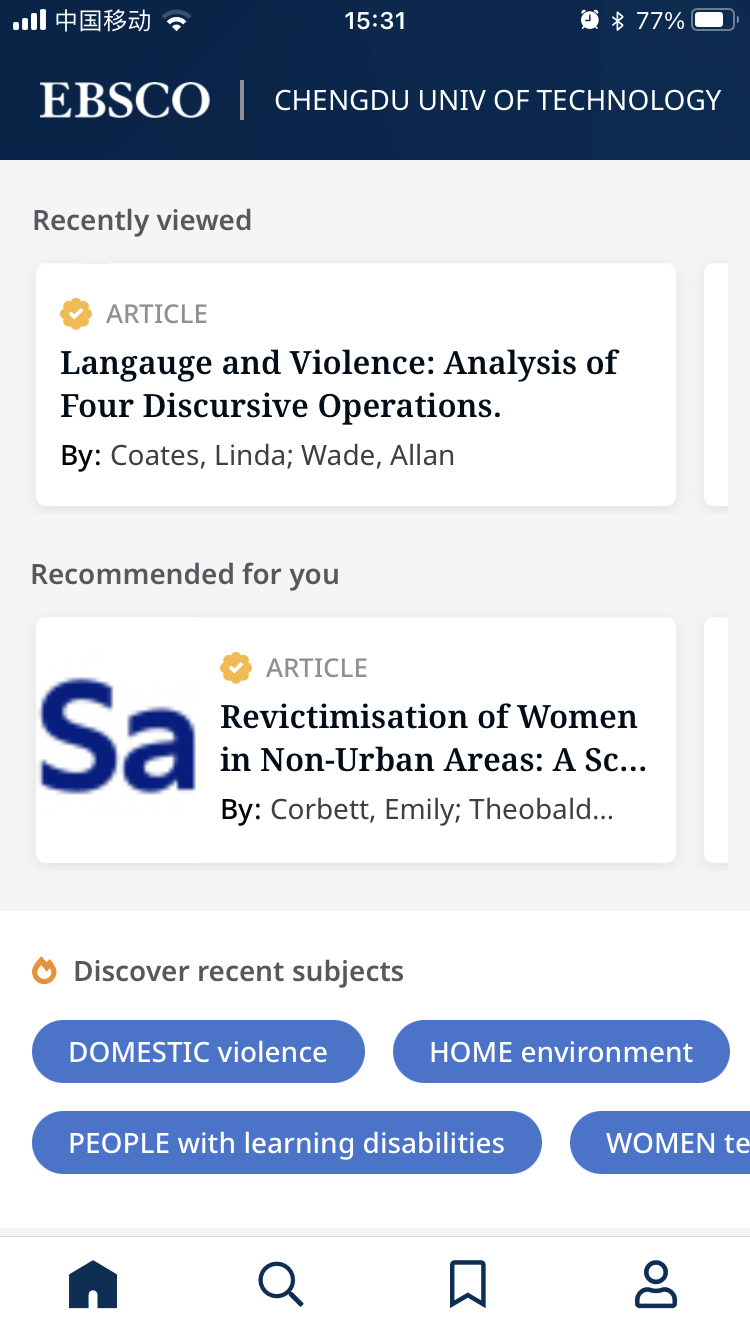 中国移动 15:31 77%
EBSCO CHENGDU UNIV OF TECHNOLOGY
Recently viewed
ARTICLE
Langauge and Violence: Analysis of
Four Discursive Operations.
By: Coates, Linda; Wade, Allan
Recommended for you
Sa
ARTICLE
Revictimisation of Women
in Non-Urban Areas: A Sc...
By: Corbett, Emily; Theobald...
Discover recent subjects
DOMESTIC violence HOME environment
PEOPLE with learning disabilities WOMEN te